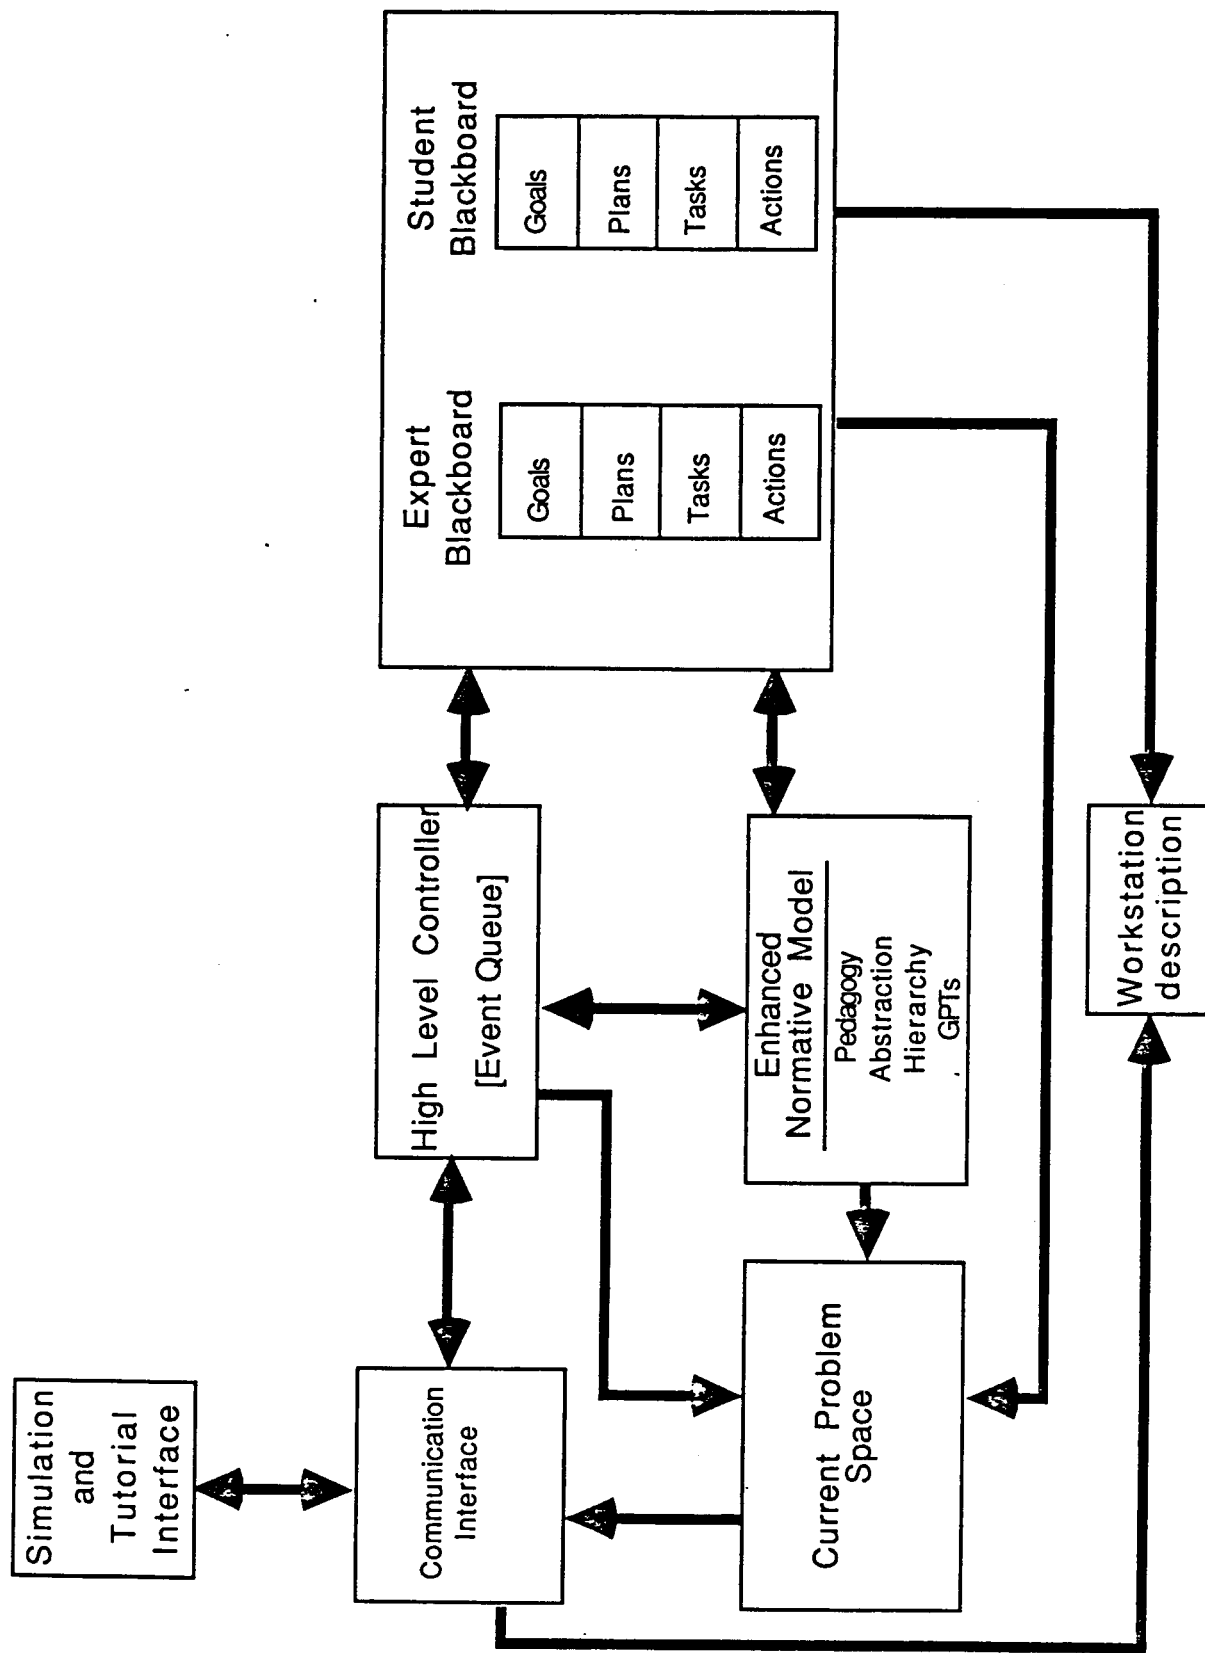 Simulation
and
Tutorial
Interface
Communication
Interface
High Level Controller
[Event Queue]
Expert
Blackboard
Goals
Plans
Tasks
Actions
Student
Blackboard
Goals
Plans
Tasks
Actions
Current Problem
Space
Enhanced
Normative Model
Pedagogy
Abstraction
Hierarchy
GPTs
Workstation
description